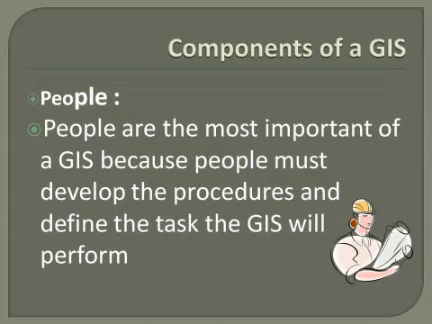 Components of a GIS
People :
People are the most important of
a GIS because people must
develop the procedures and
define the task the GIS will
perform